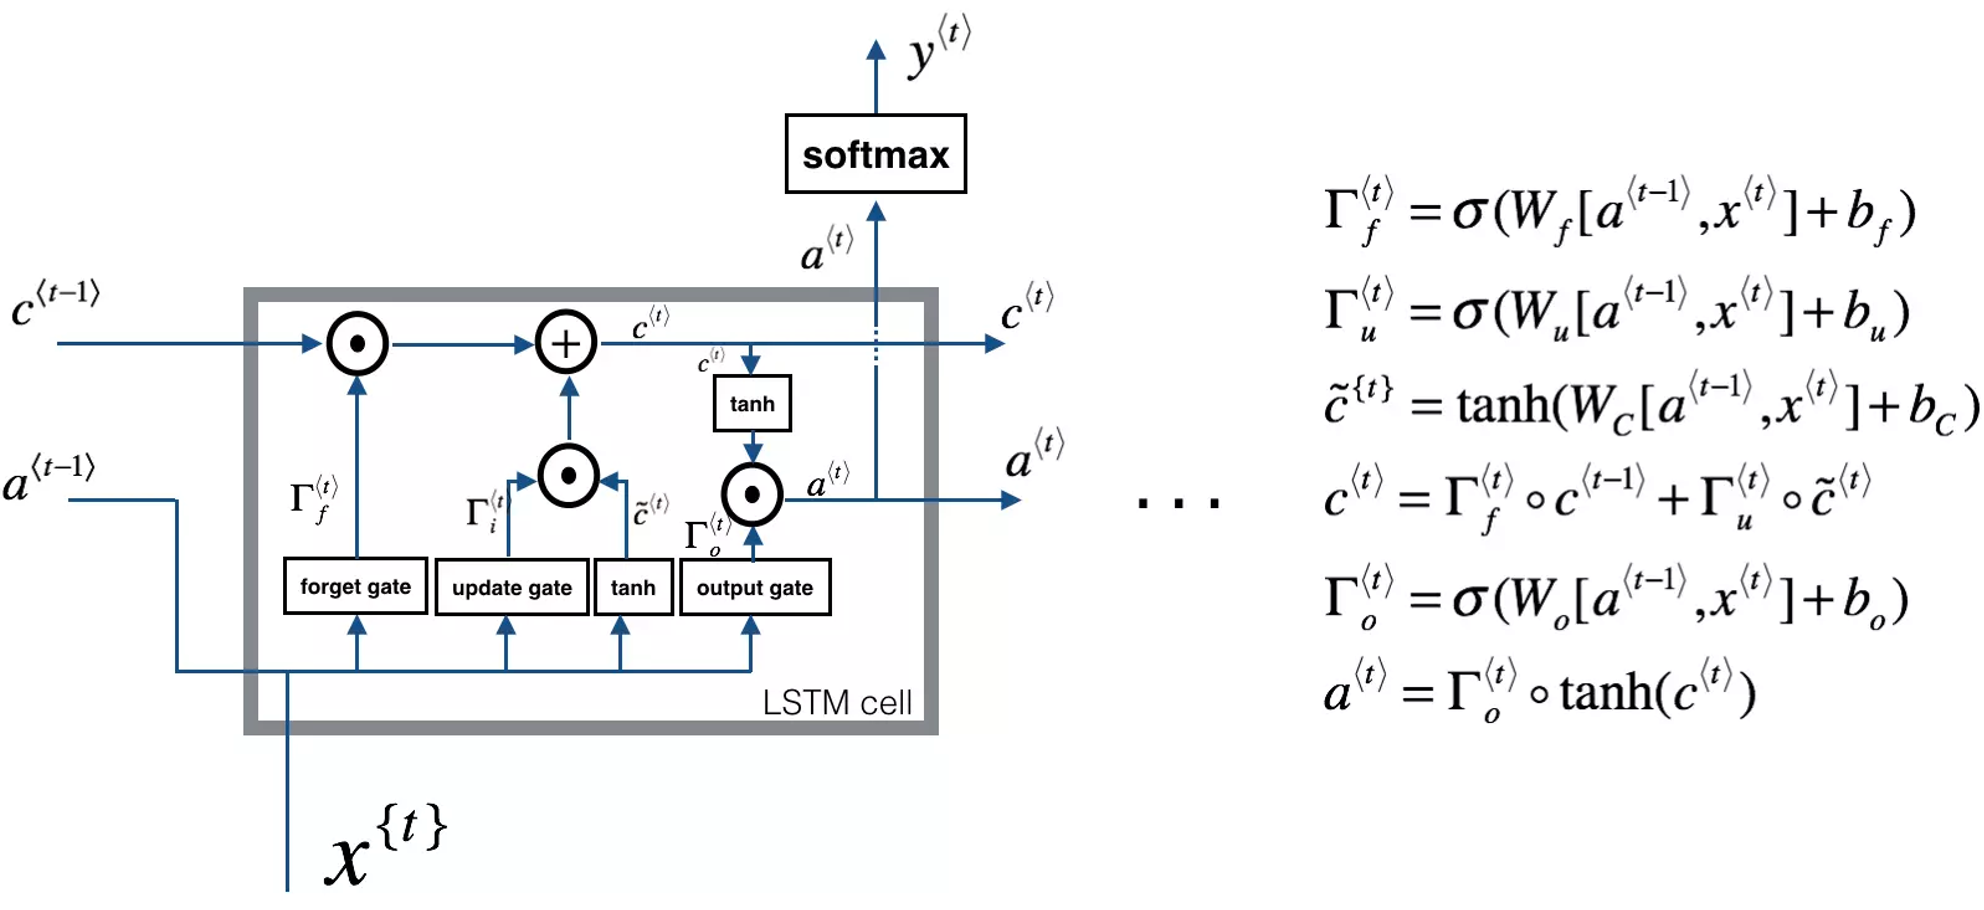 y⟨t⟩
softmax
a⟨t⟩
c⟨t−1⟩
c⟨t⟩
c⟨t⟩
c⟨t⟩
tanh
a⟨t−1⟩
a⟨t⟩
a⟨t⟩
Γf⟨t⟩
Γi⟨t⟩
c̃⟨t⟩
Γo⟨t⟩
forget gate
update gate
tanh
output gate
LSTM cell
x{t}
. . .
Γf⟨t⟩ = σ(Wf[a⟨t−1⟩, x⟨t⟩] + bf)
Γu⟨t⟩ = σ(Wu[a⟨t−1⟩, x⟨t⟩] + bu)
c̃{t} = tanh(WC[a⟨t−1⟩, x⟨t⟩] + bC)
c⟨t⟩ = Γf⟨t⟩ ∘ c⟨t−1⟩ + Γu⟨t⟩ ∘ c̃⟨t⟩
Γo⟨t⟩ = σ(Wo[a⟨t−1⟩, x⟨t⟩] + bo)
a⟨t⟩ = Γo⟨t⟩ ∘ tanh(c⟨t⟩)